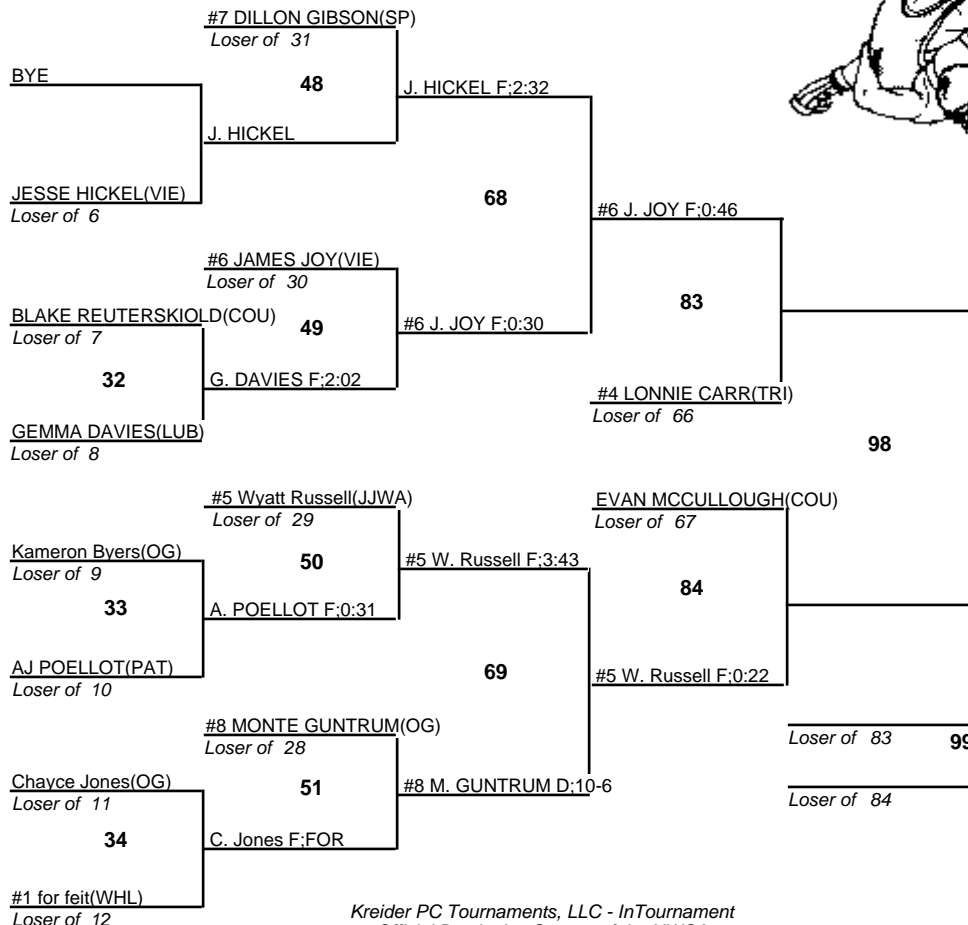 #7 DILLON GIBSON(SP)
Loser of 31
BYE
48
J. HICKEL F;2:32
J. HICKEL
JESSE HICKEL(VIE)
Loser of 6
68
#6 J. JOY F;0:46
#6 JAMES JOY(VIE)
Loser of 30
83
BLAKE REUTERSKIOLD(COU)
Loser of 7
49
#6 J. JOY F;0:30
32
G. DAVIES F;2:02
#4 LONNIE CARR(TRI)
Loser of 66
GEMMA DAVIES(LUB)
Loser of 8
98
#5 Wyatt Russell(JJWA)
Loser of 29
EVAN MCCULLOUGH(COU)
Loser of 67
Kameron Byers(OG)
Loser of 9
50
#5 W. Russell F;3:43
84
33
A. POELLOT F;0:31
AJ POELLOT(PAT)
Loser of 10
69
#5 W. Russell F;0:22
#8 MONTE GUNTRUM(OG)
Loser of 28
Loser of 83
99
Chayce Jones(OG)
Loser of 11
51
#8 M. GUNTRUM D;10-6
Loser of 84
34
C. Jones F;FOR
#1 for feit(WHL)
Loser of 12
Kreider PC Tournaments, LLC - InTournament